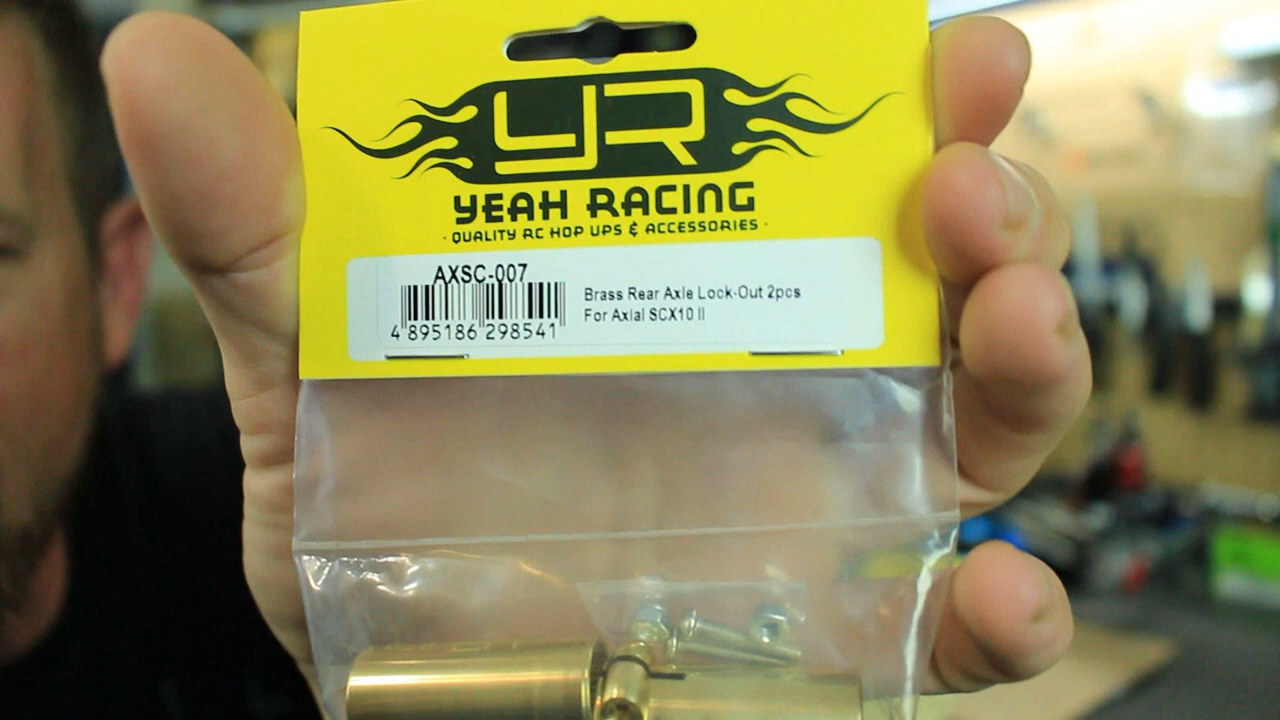 YR
YEAH RACING
· QUALITY RC HOP UPS & ACCESSORIES ·
AXSC-007
4 895186 298541
Brass Rear Axle Lock-Out 2pcs
For Axial SCX10 II